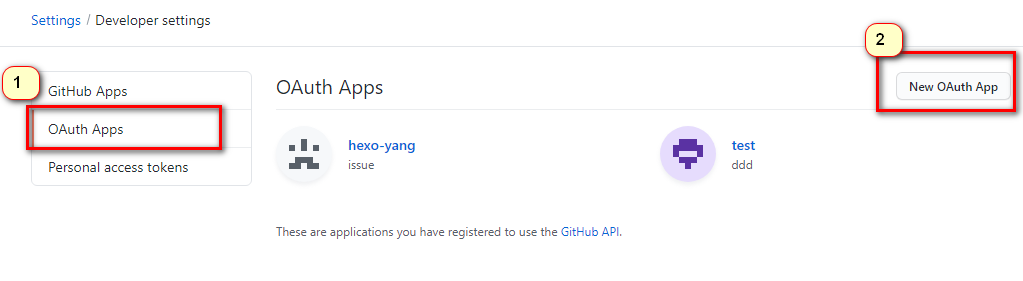 Settings / Developer settings
1
GitHub Apps
OAuth Apps
Personal access tokens
OAuth Apps
2
New OAuth App
hexo-yang
issue
test
ddd
These are applications you have registered to use the GitHub API.